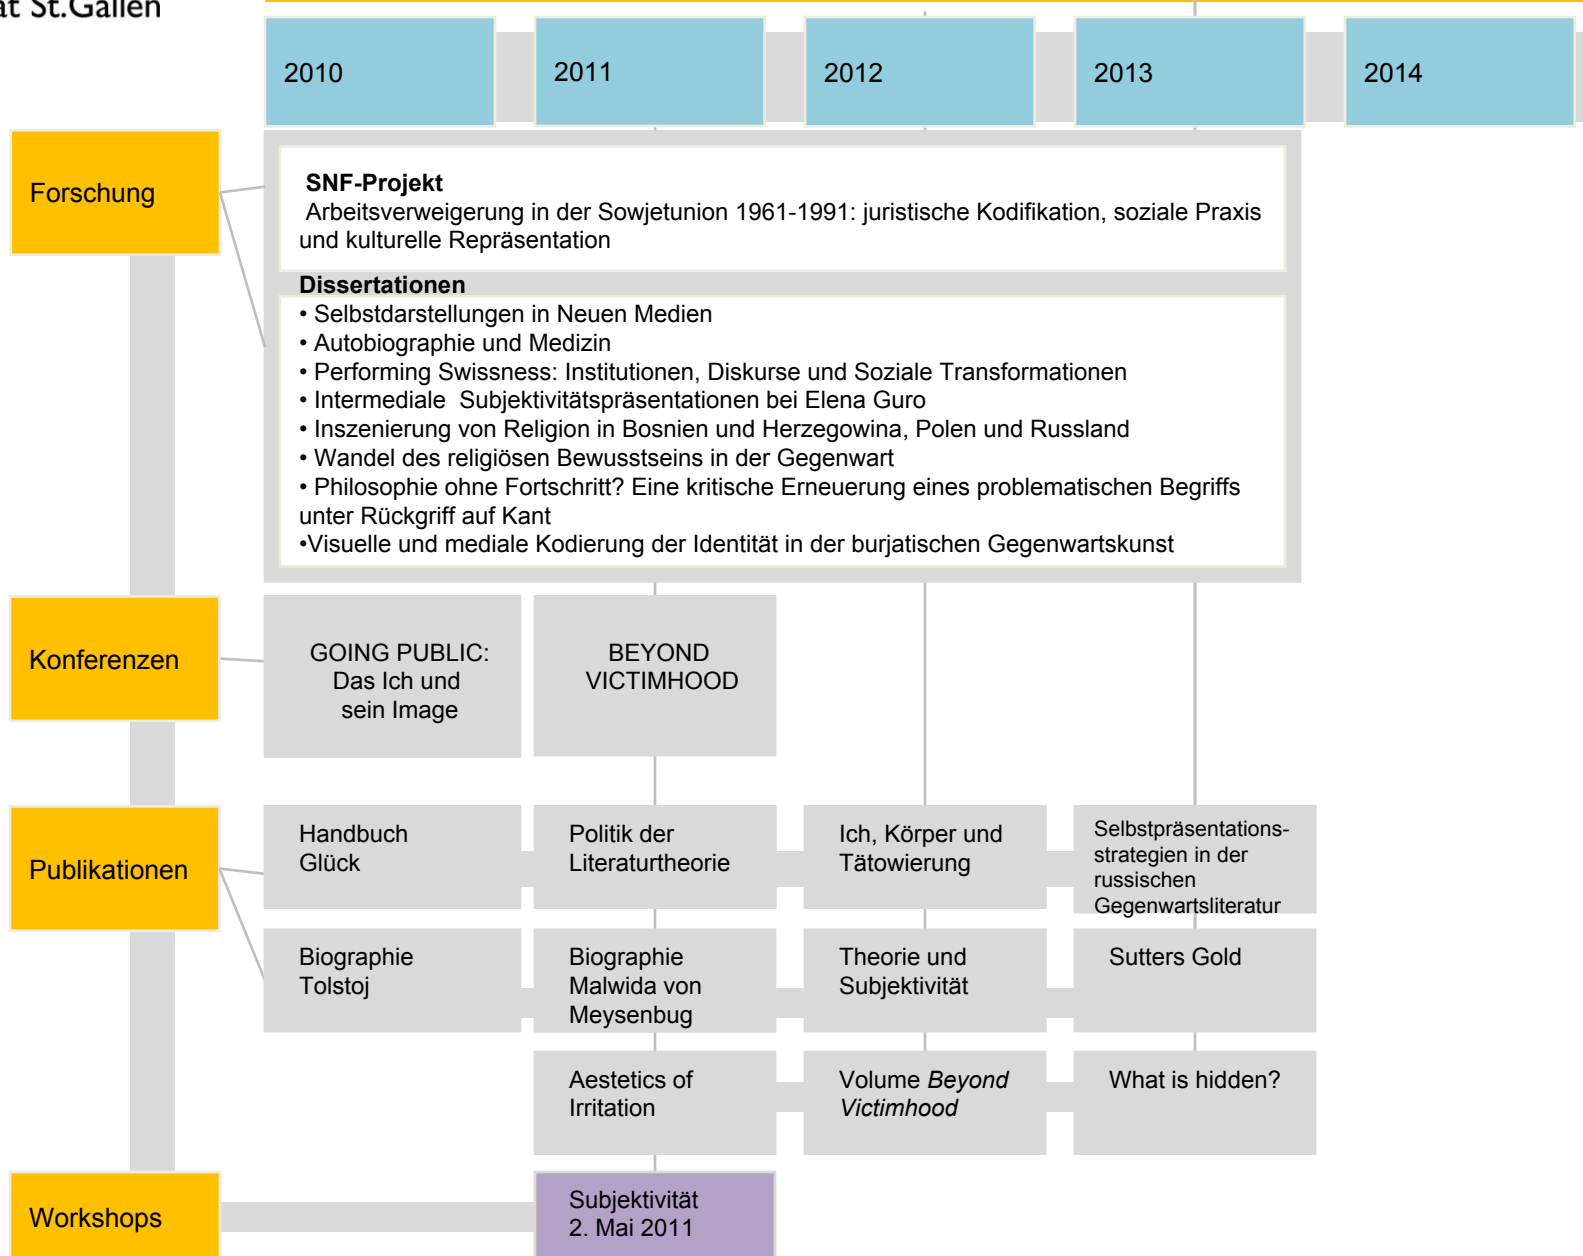 St.Gallen
2010
2011
2012
2013
2014
Forschung
SNF-Projekt
Arbeitsverweigerung in der Sowjetunion 1961-1991: juristische Kodifikation, soziale Praxis
und kulturelle Repräsentation
Dissertationen
• Selbstdarstellungen in Neuen Medien
• Autobiographie und Medizin
• Performing Swissness: Institutionen, Diskurse und Soziale Transformationen
• Intermediale Subjektivitätspräsentationen bei Elena Guro
• Inszenierung von Religion in Bosnien und Herzegowina, Polen und Russland
• Wandel des religiösen Bewusstseins in der Gegenwart
• Philosophie ohne Fortschritt? Eine kritische Erneuerung eines problematischen Begriffs
unter Rückgriff auf Kant
•Visuelle und mediale Kodierung der Identität in der burjatischen Gegenwartskunst
Konferenzen
GOING PUBLIC:
Das Ich und
sein Image
BEYOND
VICTIMHOOD
Publikationen
Handbuch
Glück
Politik der
Literaturtheorie
Ich, Körper und
Tätowierung
Selbstpräsentations-
strategien in der
russischen
Gegenwartsliteratur
Biographie
Tolstoj
Biographie
Malwida von
Meysenbug
Theorie und
Subjektivität
Sutters Gold
Aestetics of
Irritation
Volume Beyond
Victimhood
What is hidden?
Workshops
Subjektivität
2. Mai 2011